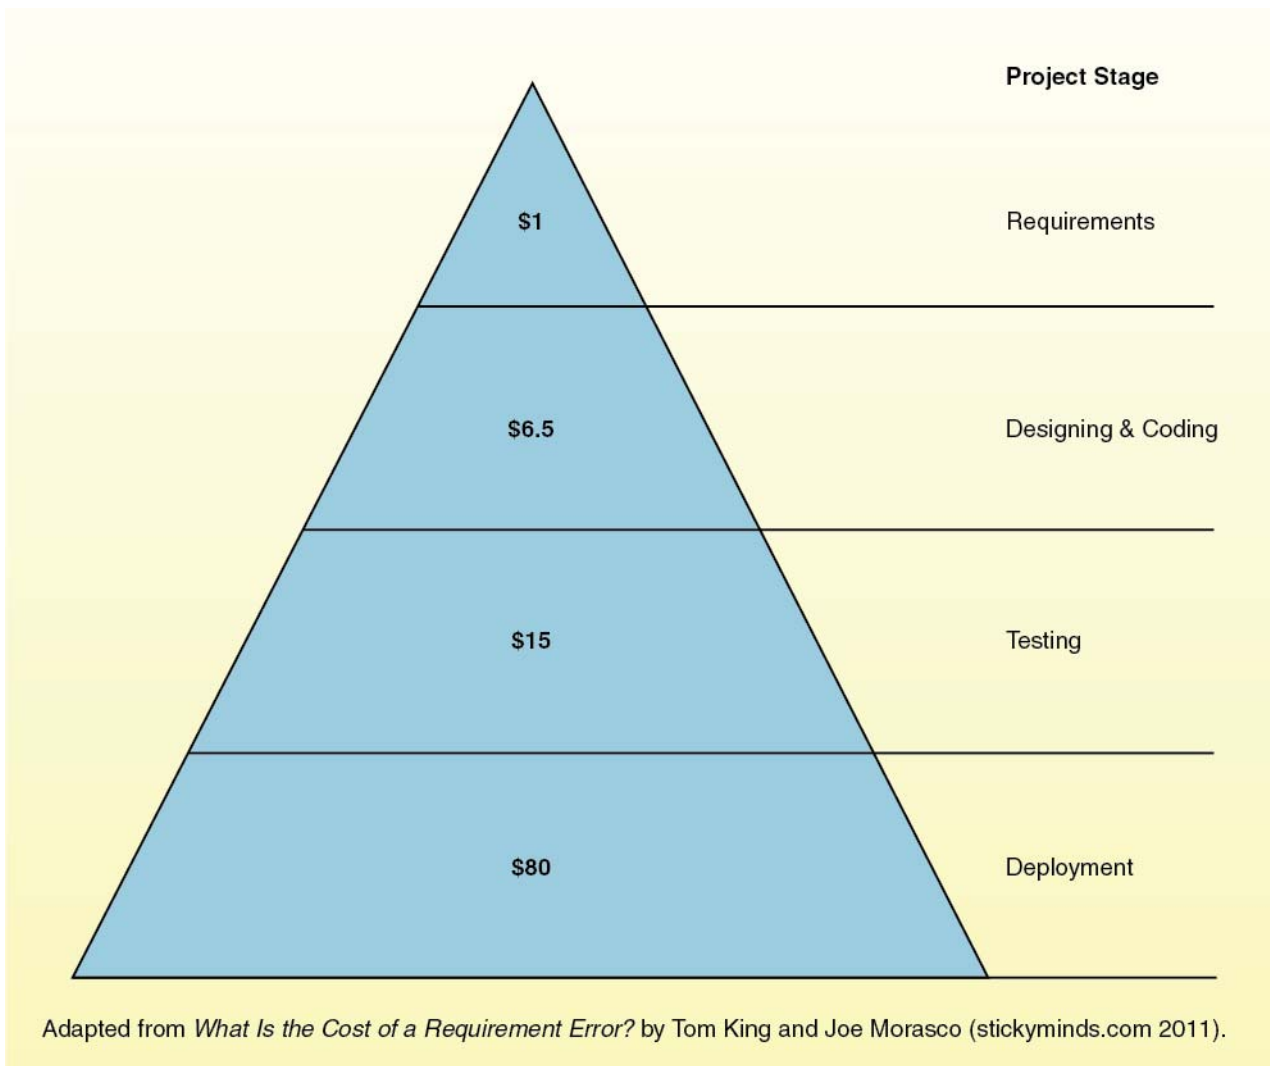 Project Stage
$1 Requirements
$6.5 Designing & Coding
$15 Testing
$80 Deployment
Adapted from What Is the Cost of a Requirement Error? by Tom King and Joe Morasco (stickyminds.com 2011).